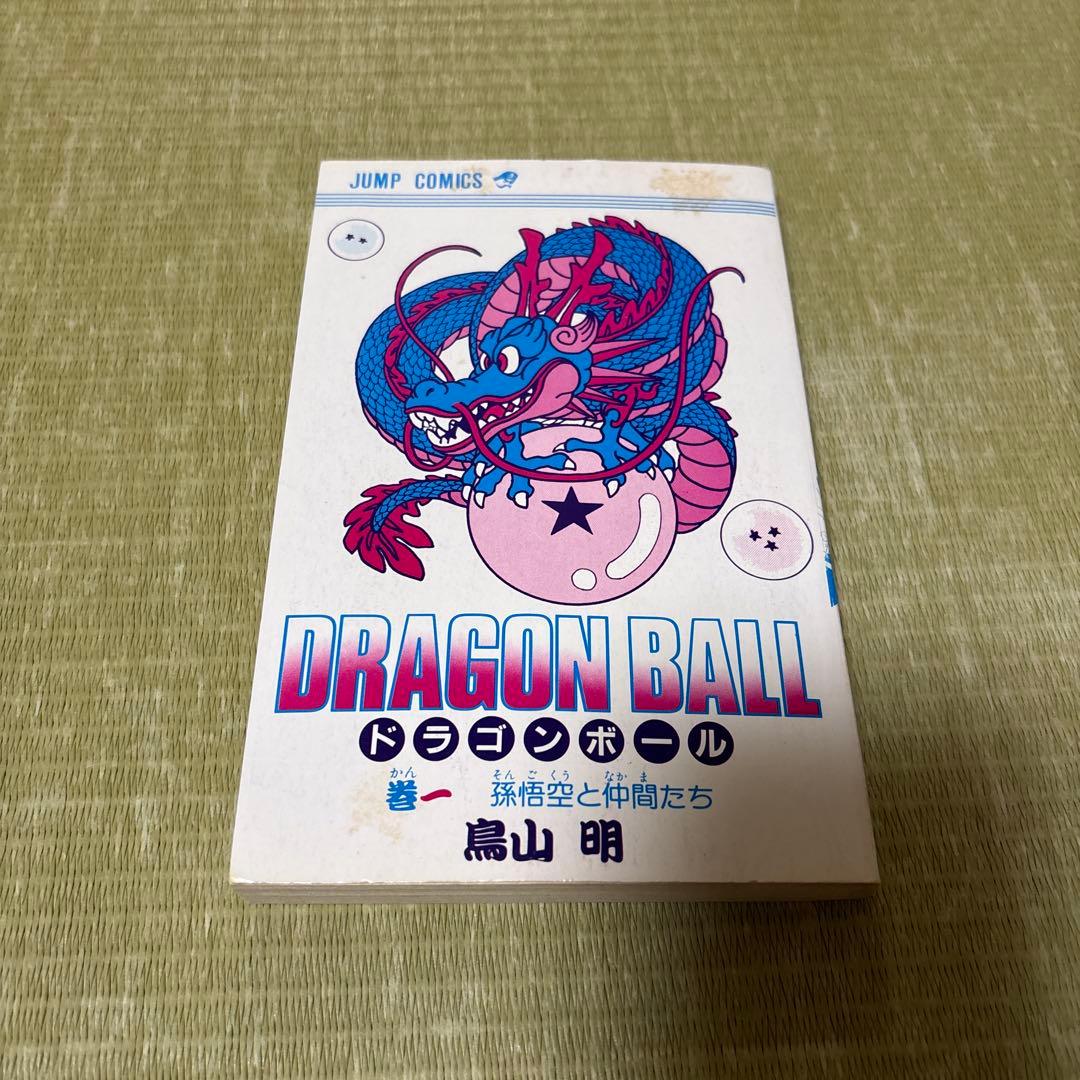 JUMP COMICS
DRAGON BALL
ドラゴンボール
かん そんごくう なかま
巻一 孫悟空と仲間たち
鳥山 明